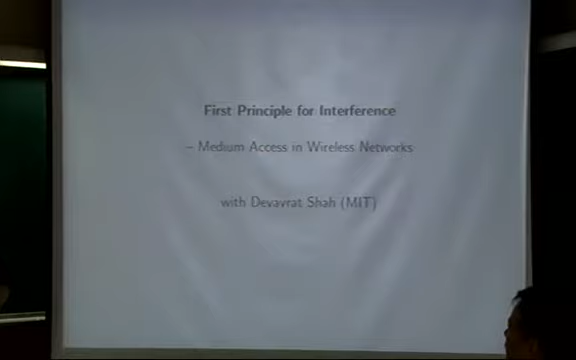 First Principle for Interference
– Medium Access in Wireless Networks
with Devavrat Shah (MIT)